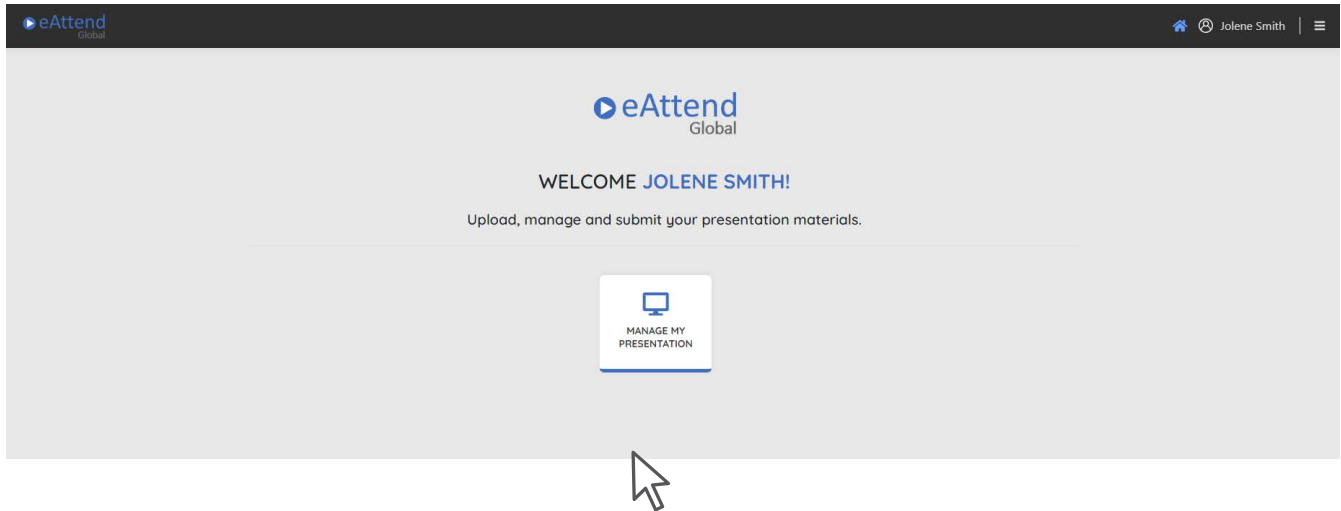 eAttend
Global
Jolene Smith
eAttend
Global
WELCOME JOLENE SMITH!
Upload, manage and submit your presentation materials.
MANAGE MY
PRESENTATION